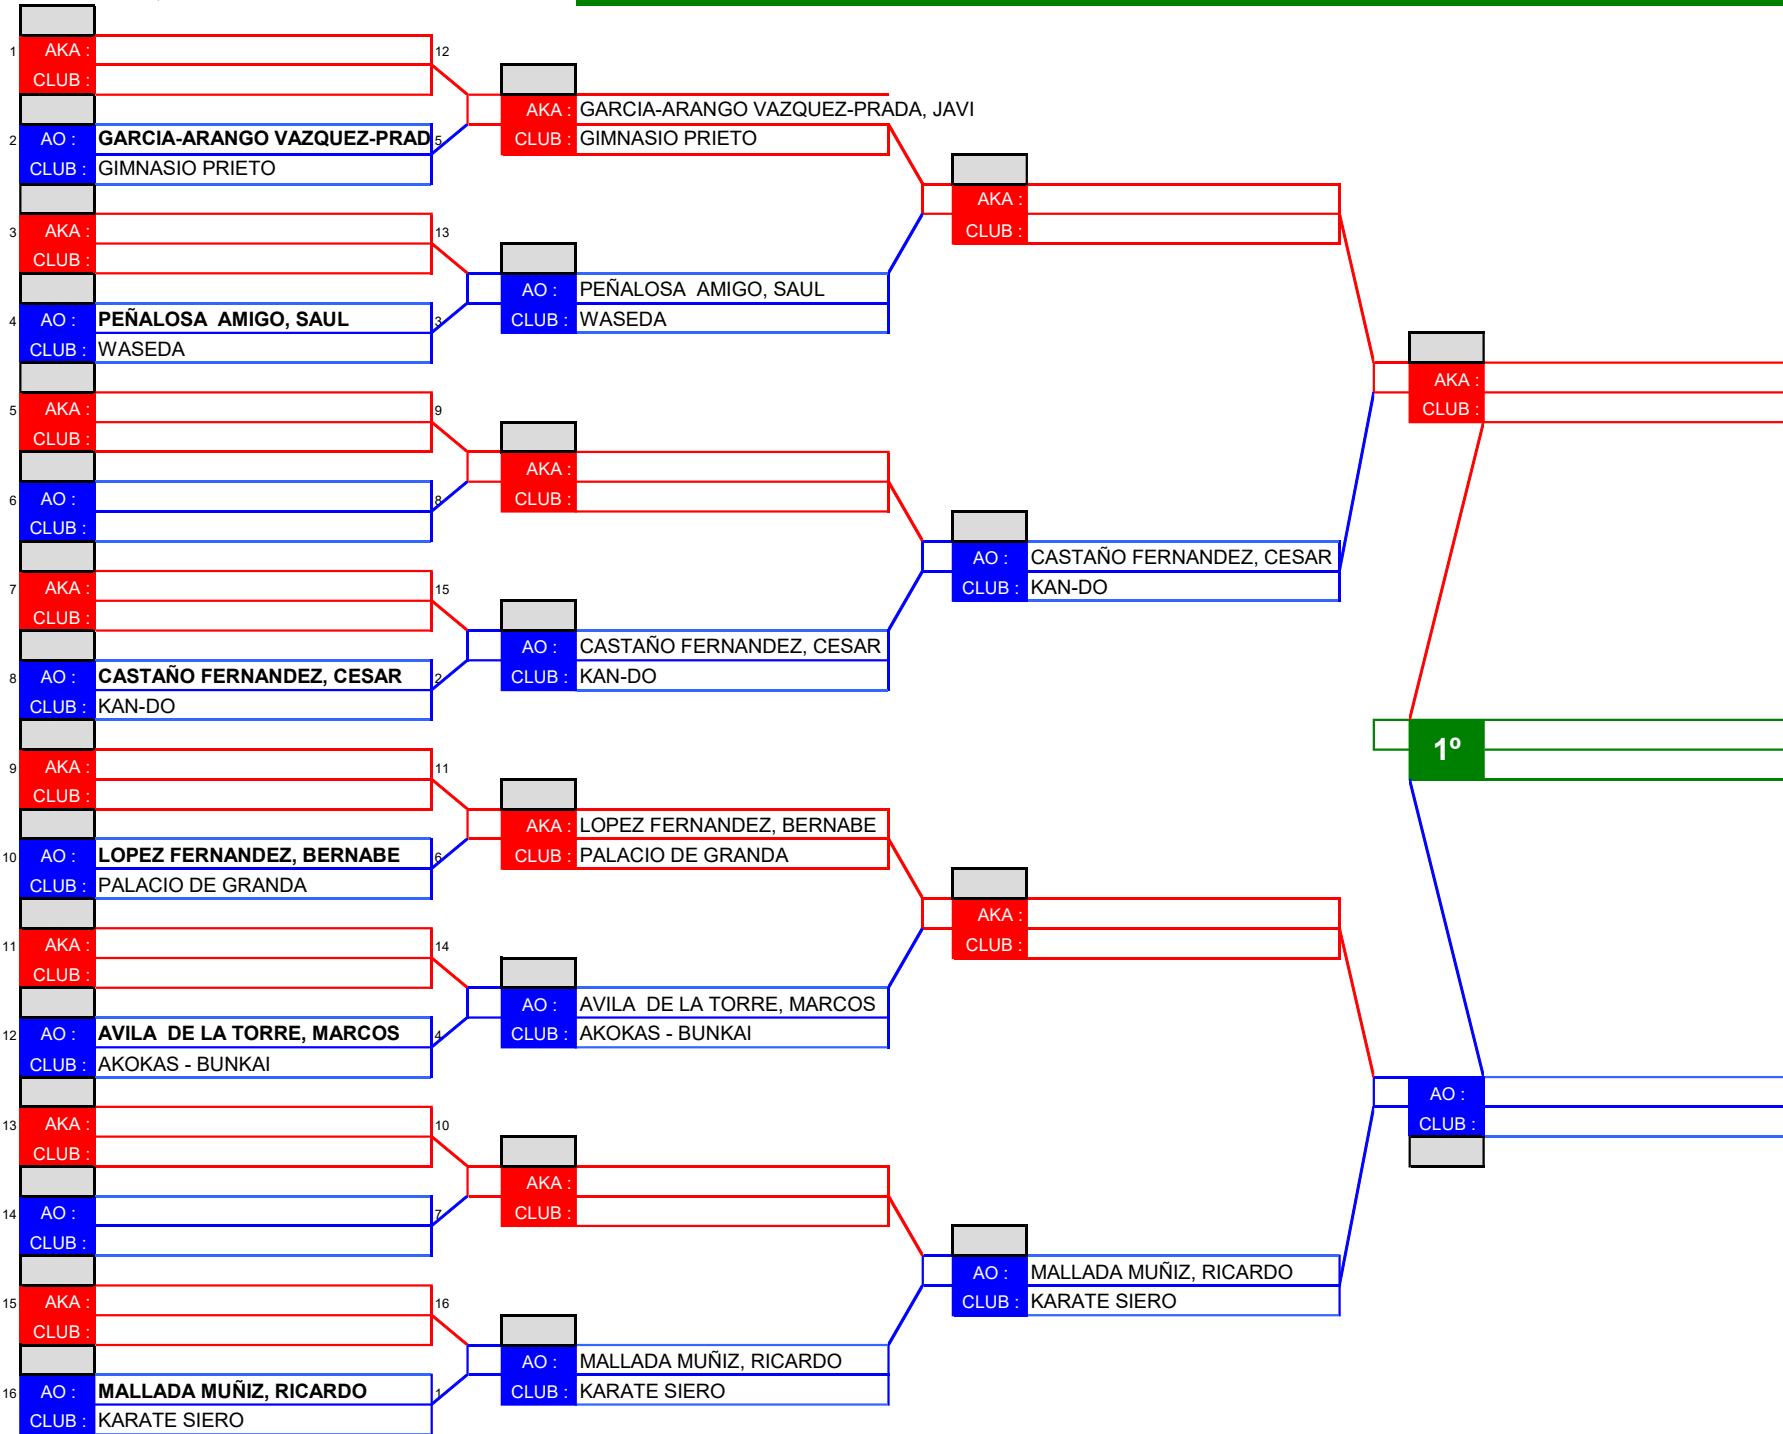 1 AKA : 12
CLUB :
2 AO : GARCIA-ARANGO VAZQUEZ-PRAD 5
CLUB : GIMNASIO PRIETO
3 AKA : 13
CLUB :
4 AO : PEÑALOSA  AMIGO, SAUL 3
CLUB : WASEDA
5 AKA : 9
CLUB :
6 AO : 8
CLUB :
7 AKA : 15
CLUB :
8 AO : CASTAÑO FERNANDEZ, CESAR 2
CLUB : KAN-DO
9 AKA : 11
CLUB :
10 AO : LOPEZ FERNANDEZ, BERNABE 6
CLUB : PALACIO DE GRANDA
11 AKA : 14
CLUB :
12 AO : AVILA  DE LA TORRE, MARCOS 4
CLUB : AKOKAS - BUNKAI
13 AKA : 10
CLUB :
14 AO : 7
CLUB :
15 AKA : 16
CLUB :
16 AO : MALLADA MUÑIZ, RICARDO 1
CLUB : KARATE SIERO
AKA : GARCIA-ARANGO VAZQUEZ-PRADA, JAVI
CLUB : GIMNASIO PRIETO
AO : PEÑALOSA  AMIGO, SAUL
CLUB : WASEDA
AKA :
CLUB :
AO : CASTAÑO FERNANDEZ, CESAR
CLUB : KAN-DO
AKA : LOPEZ FERNANDEZ, BERNABE
CLUB : PALACIO DE GRANDA
AO : AVILA  DE LA TORRE, MARCOS
CLUB : AKOKAS - BUNKAI
AKA :
CLUB :
AO : MALLADA MUÑIZ, RICARDO
CLUB : KARATE SIERO
AKA :
CLUB :
AO : CASTAÑO FERNANDEZ, CESAR
CLUB : KAN-DO
AKA :
CLUB :
AO : MALLADA MUÑIZ, RICARDO
CLUB : KARATE SIERO
AKA :
CLUB :
1º
AO :
CLUB :